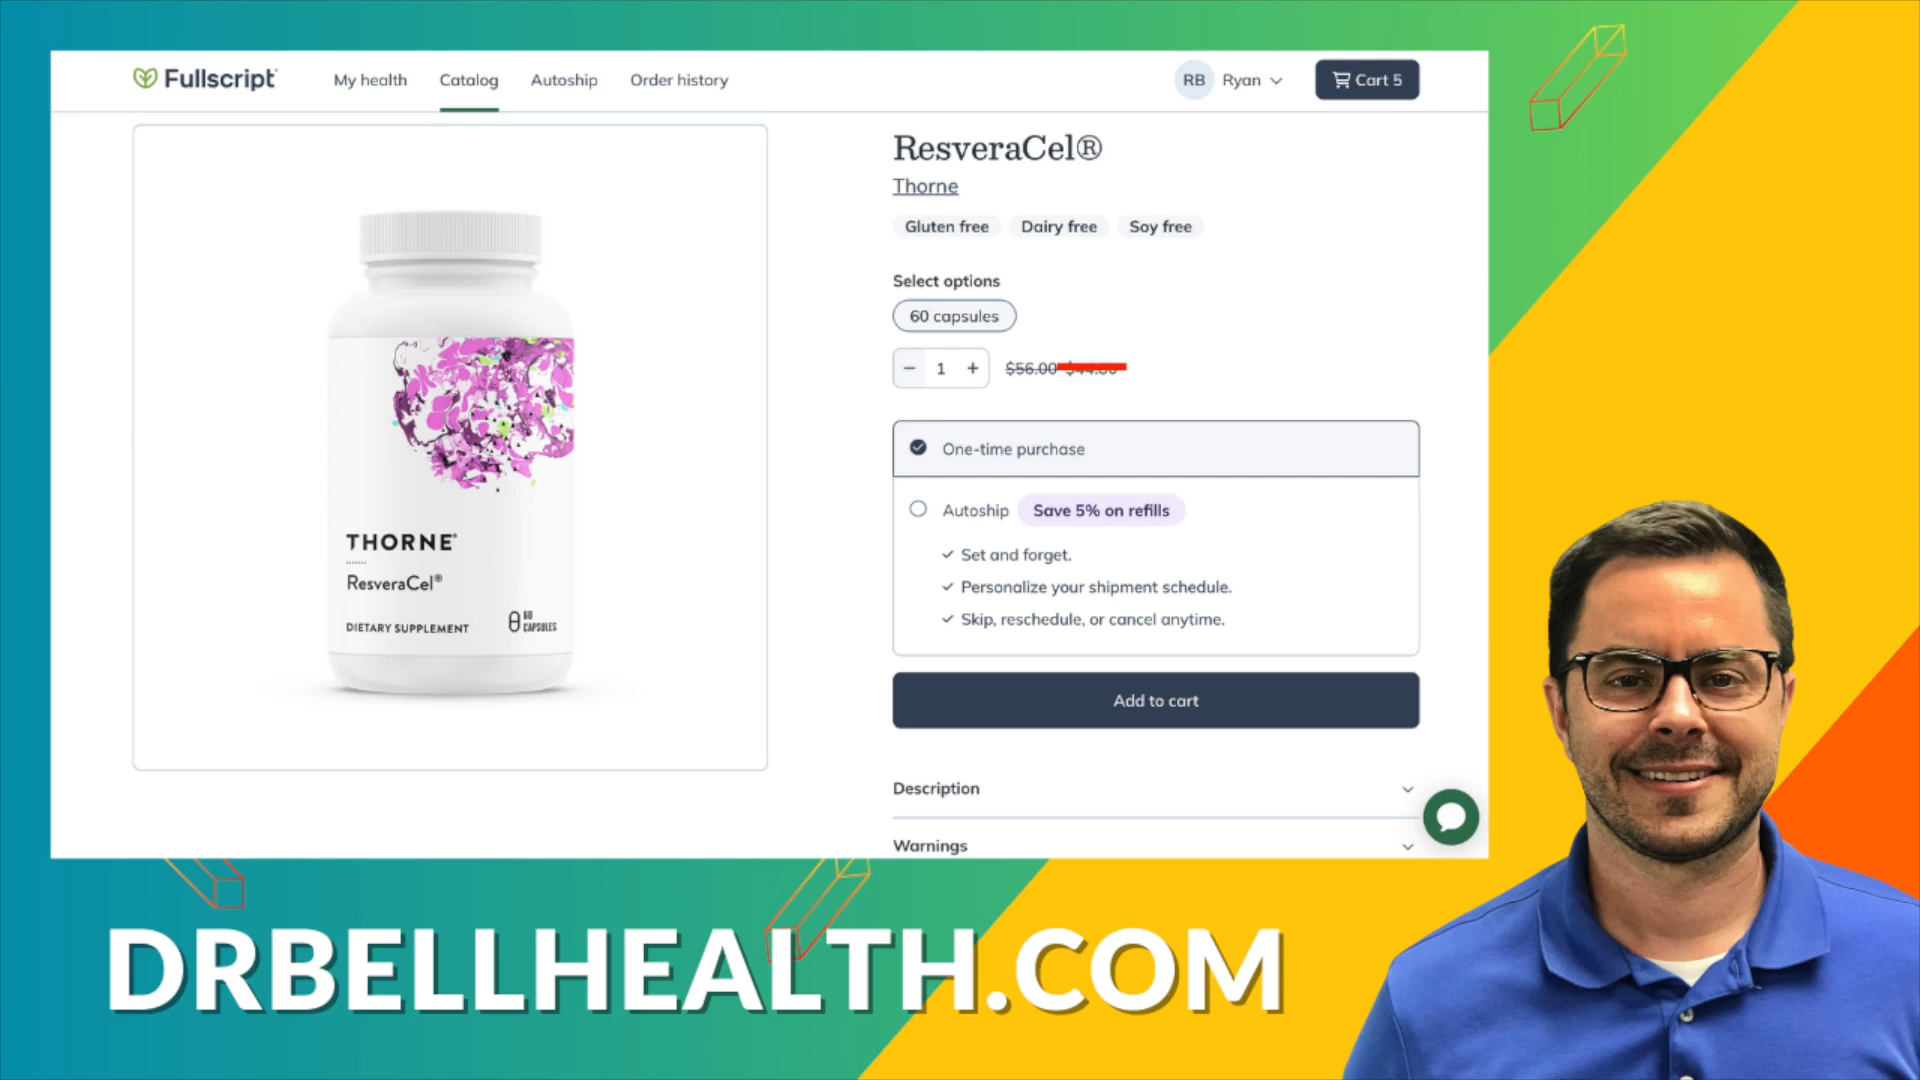 Fullscript
My health Catalog Autoship Order history
RB Ryan Cart 5
ResveraCel®
Thorne
Gluten free Dairy free Soy free
Select options
60 capsules
− 1 + $56.00
One-time purchase
Autoship Save 5% on refills
Set and forget.
Personalize your shipment schedule.
Skip, reschedule, or cancel anytime.
Add to cart
Description
Warnings
THORNE®
ResveraCel®
DIETARY SUPPLEMENT
60
CAPSULES
DRBELLHEALTH.COM